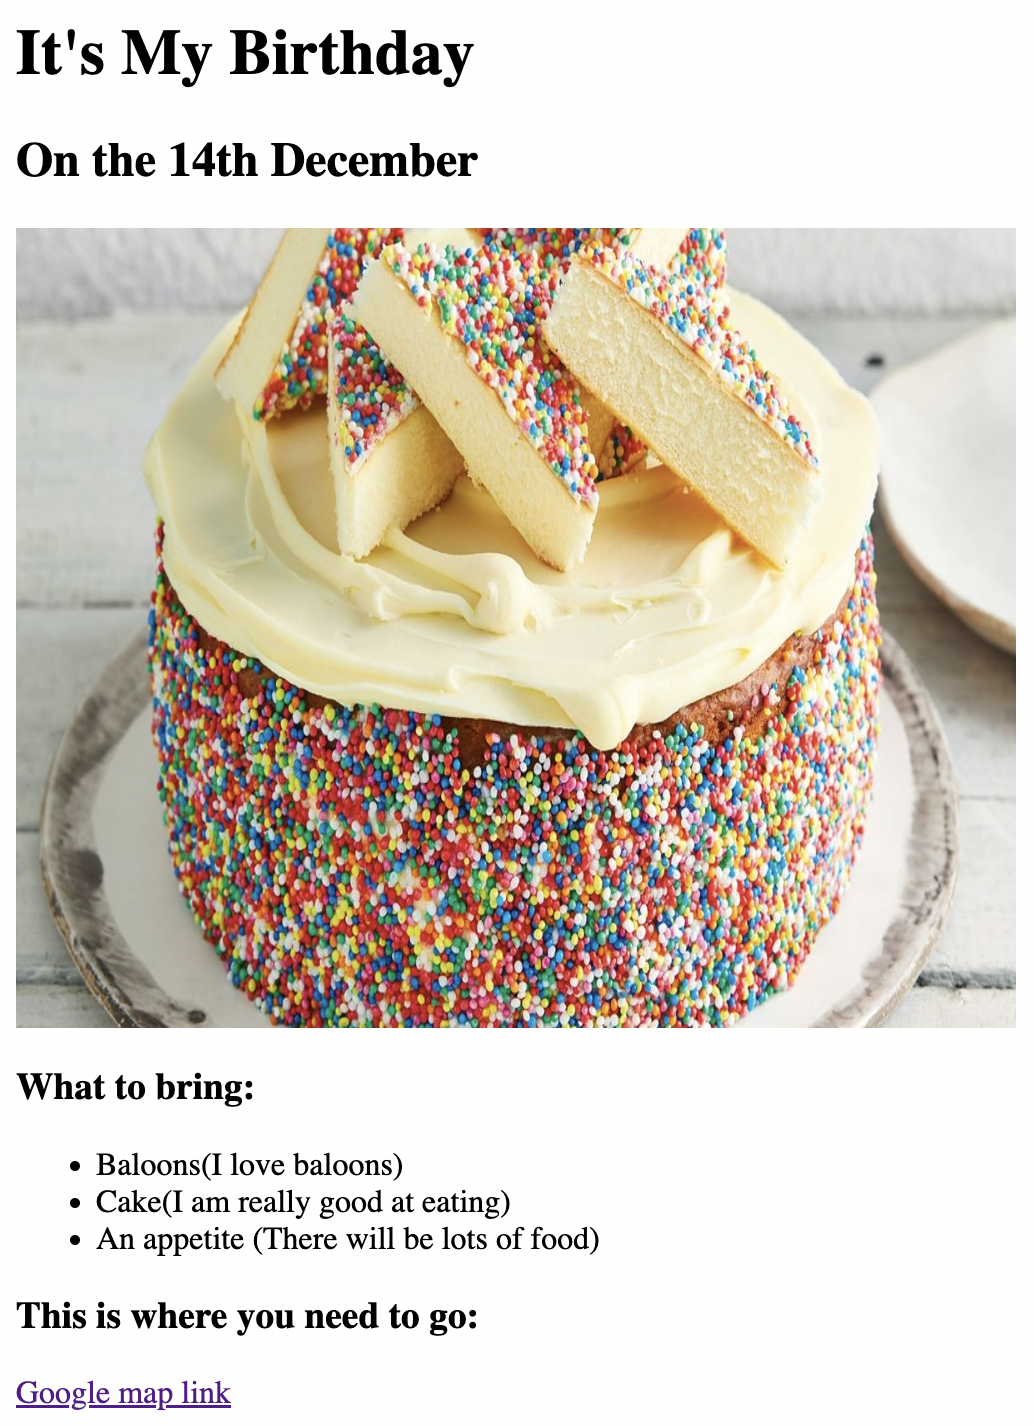 It's My Birthday
On the 14th December
What to bring:
Baloons(I love baloons)
Cake(I am really good at eating)
An appetite (There will be lots of food)
This is where you need to go:
Google map link